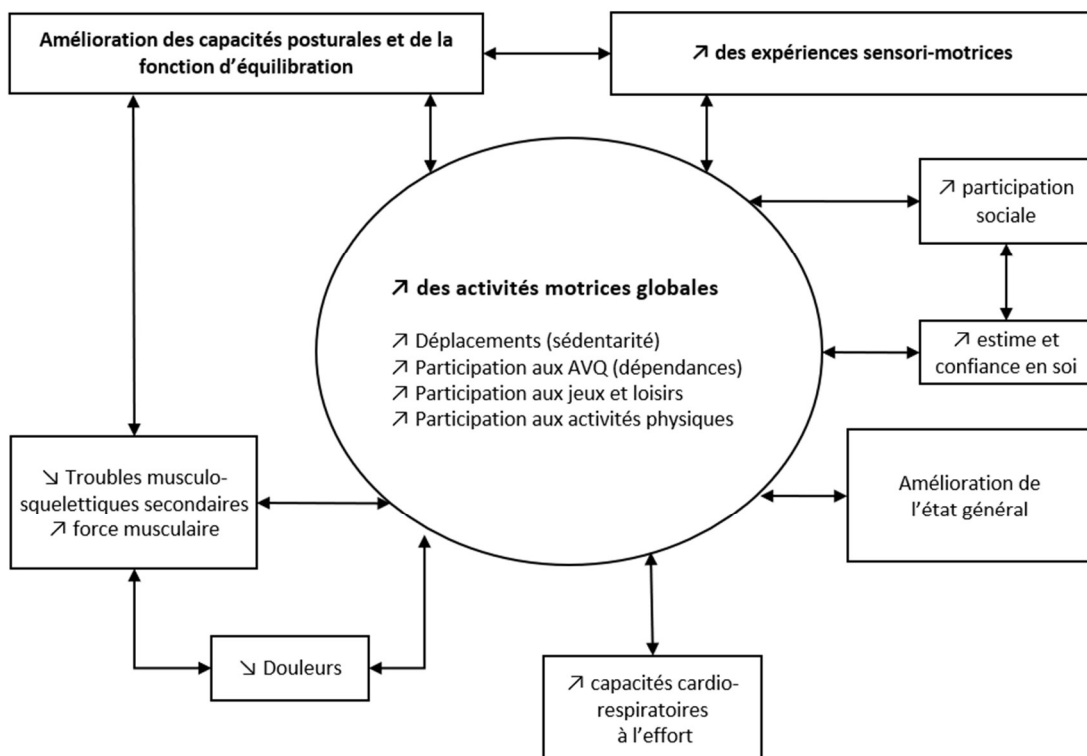 Amélioration des capacités posturales et de la
fonction d'équilibration
↗ des expériences sensori-motrices
↗ participation
sociale
↗ des activités motrices globales
↗ Déplacements (sédentarité)
↗ Participation aux AVQ (dépendances)
↗ Participation aux jeux et loisirs
↗ Participation aux activités physiques
↗ estime et
confiance en soi
↘ Troubles musculo-
squelettiques secondaires
↗ force musculaire
Amélioration de
l'état général
↘ Douleurs
↗ capacités cardio-
respiratoires
à l'effort